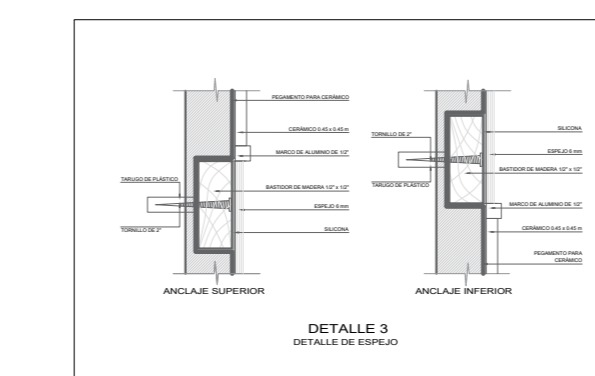 PEGAMENTO PARA CERÁMICO
CERÁMICO 0.45 x 0.45 m
MARCO DE ALUMINIO DE 1/2"
TARUGO DE PLÁSTICO
BASTIDOR DE MADERA 1/2" x 1/2"
ESPEJO 6 mm
TORNILLO DE 2"
SILICONA
ANCLAJE SUPERIOR
SILICONA
TORNILLO DE 2"
ESPEJO 6 mm
BASTIDOR DE MADERA 1/2" x 1/2"
TARUGO DE PLÁSTICO
MARCO DE ALUMINIO DE 1/2"
CERÁMICO 0.45 x 0.45 m
PEGAMENTO PARA
CERÁMICO
ANCLAJE INFERIOR
DETALLE 3
DETALLE DE ESPEJO